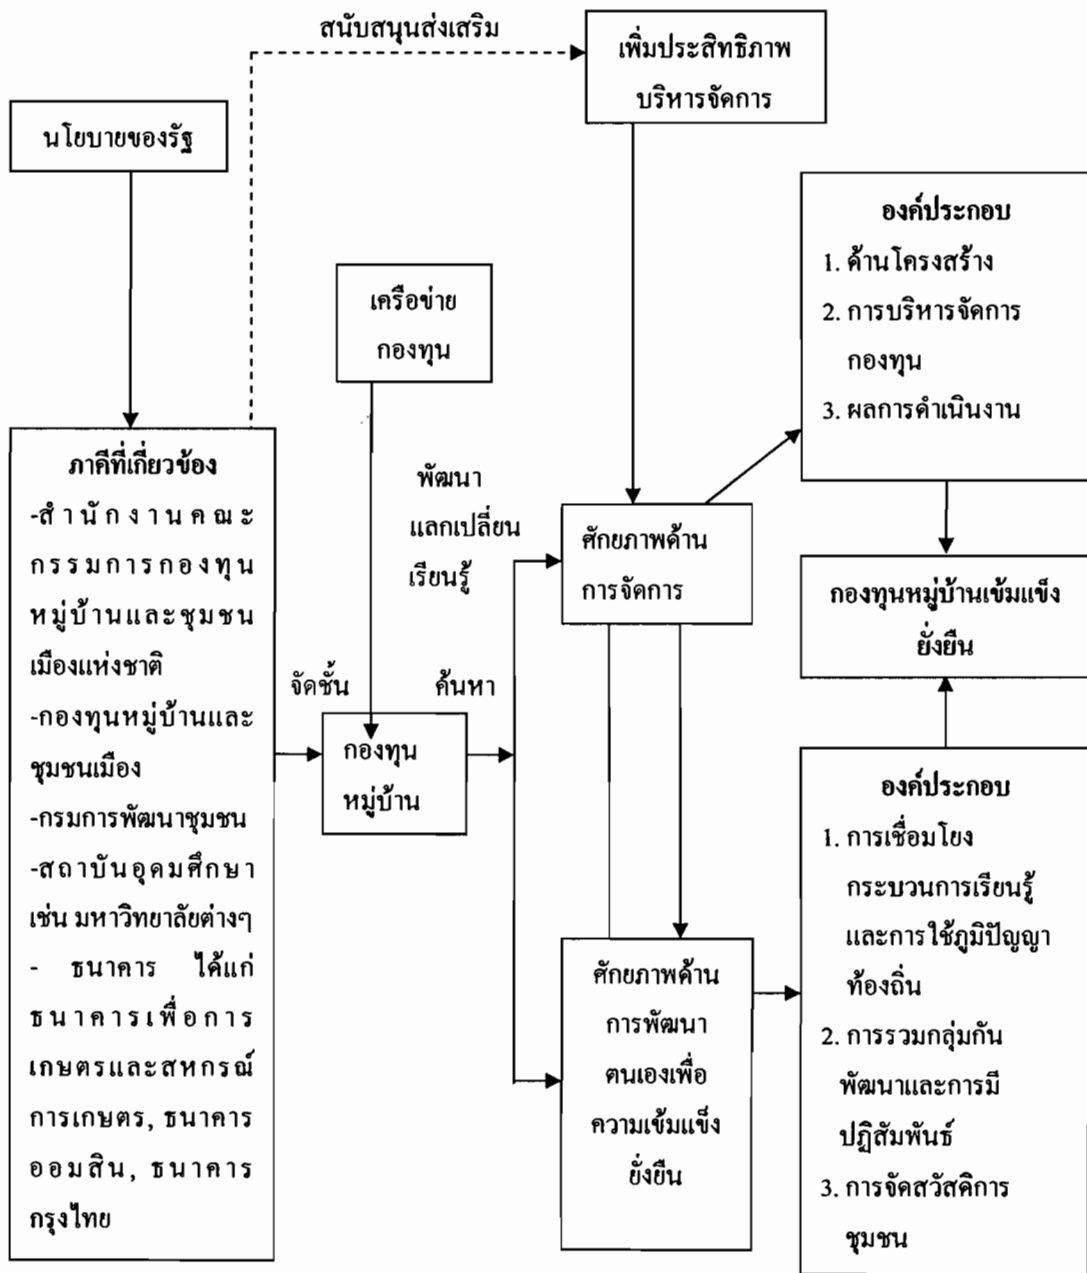 สนับสนุนส่งเสริม
เพิ่มประสิทธิภาพ
บริหารจัดการ
นโยบายของรัฐ
เครือข่าย
กองทุน
องค์ประกอบ
1. ด้านโครงสร้าง
2. การบริหารจัดการ
กองทุน
3. ผลการดำเนินงาน
ภาคีที่เกี่ยวข้อง
-สำนักงานคณะ
กรรมการกองทุน
หมู่บ้านและชุมชน
เมืองแห่งชาติ
-กองทุนหมู่บ้านและ
ชุมชนเมือง
-กรมการพัฒนาชุมชน
-สถาบันอุดมศึกษา
เช่น มหาวิทยาลัยต่างๆ
- ธนาคาร ได้แก่
ธนาคารเพื่อการ
เกษตรและสหกรณ์
การเกษตร, ธนาคาร
ออมสิน, ธนาคาร
กรุงไทย
พัฒนา
แลกเปลี่ยน
เรียนรู้
จัดชั้น
ค้นหา
กองทุน
หมู่บ้าน
ศักยภาพด้าน
การจัดการ
กองทุนหมู่บ้านเข้มแข็ง
ยั่งยืน
ศักยภาพด้าน
การพัฒนา
ตนเองเพื่อ
ความเข้มแข็ง
ยั่งยืน
องค์ประกอบ
1. การเชื่อมโยง
กระบวนการเรียนรู้
และการใช้ภูมิปัญญา
ท้องถิ่น
2. การรวมกลุ่มกัน
พัฒนาและการมี
ปฏิสัมพันธ์
3. การจัดสวัสดิการ
ชุมชน